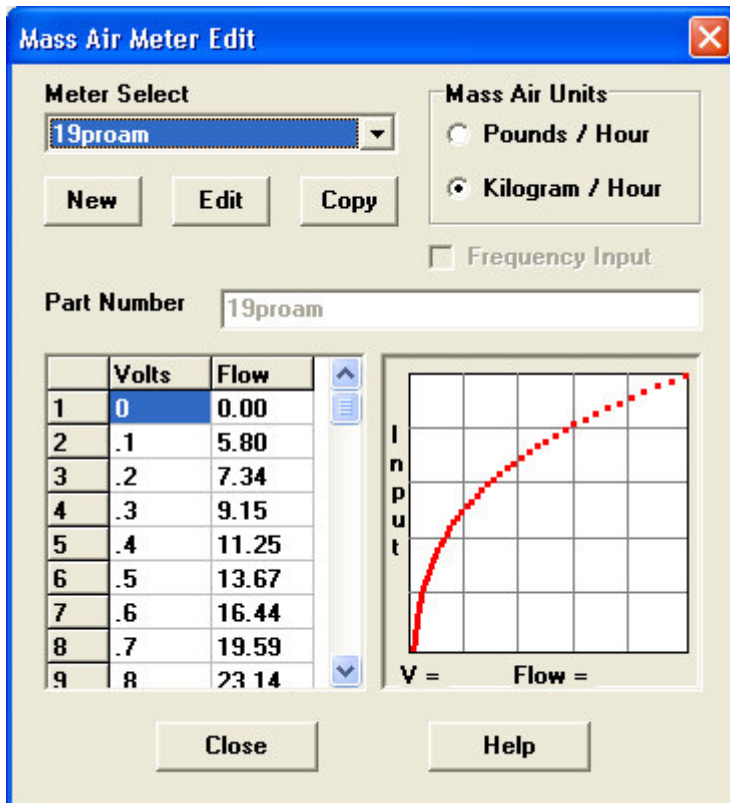 Mass Air Meter Edit
Meter Select
19proam
New Edit Copy
Mass Air Units
Pounds / Hour
Kilogram / Hour
Frequency Input
Part Number 19proam
Volts Flow
1 0 0.00
2 .1 5.80
3 .2 7.34
4 .3 9.15
5 .4 11.25
6 .5 13.67
7 .6 16.44
8 .7 19.59
9 .8 23.14
Input
V = Flow =
Close Help